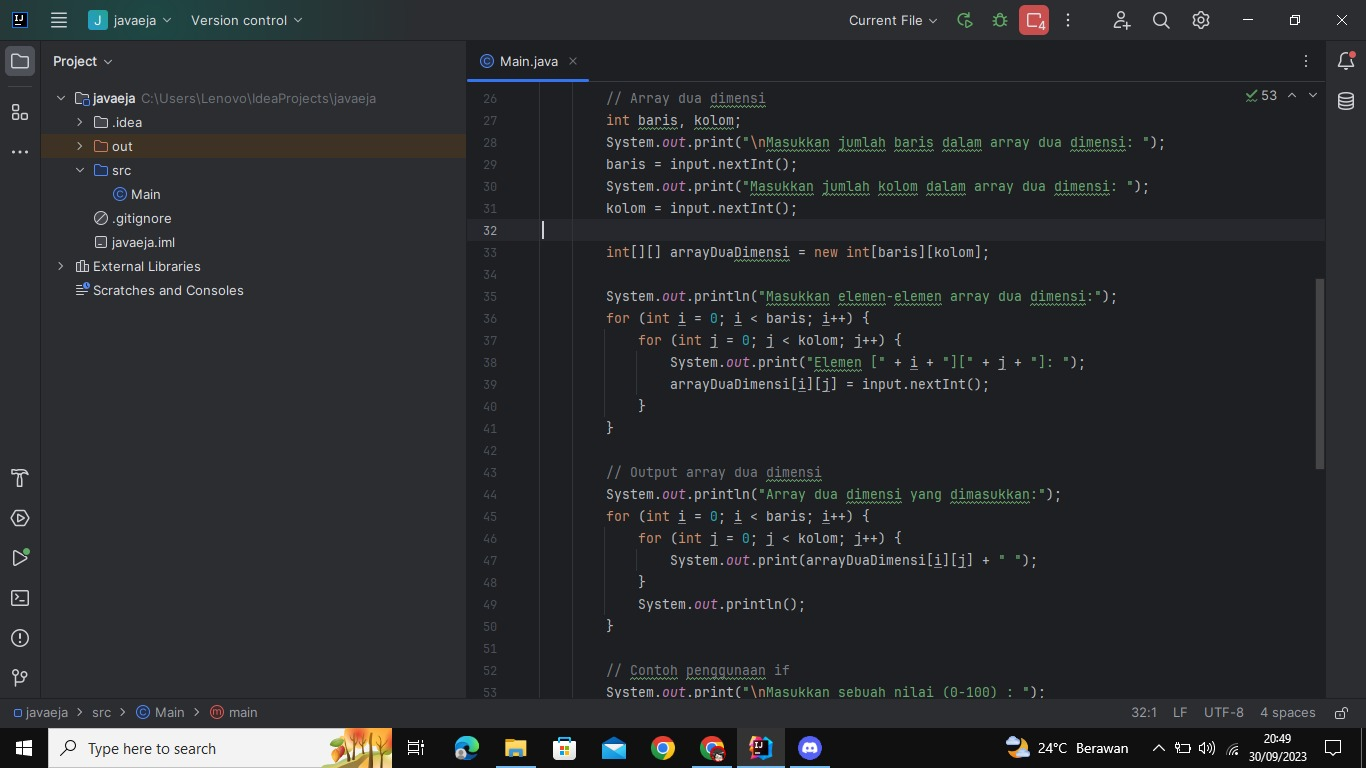 javaeja
Version control
Current File
4
Project
Main.java
javaeja C:\Users\Lenovo\IdeaProjects\javaeja
.idea
out
src
Main
.gitignore
javaeja.iml
External Libraries
Scratches and Consoles
53
26 // Array dua dimensi
27 int baris, kolom;
28 System.out.print("\nMasukkan jumlah baris dalam array dua dimensi: ");
29 baris = input.nextInt();
30 System.out.print("Masukkan jumlah kolom dalam array dua dimensi: ");
31 kolom = input.nextInt();
32
33 int[][] arrayDuaDimensi = new int[baris][kolom];
34
35 System.out.println("Masukkan elemen-elemen array dua dimensi:");
36 for (int i = 0; i < baris; i++) {
37 for (int j = 0; j < kolom; j++) {
38 System.out.print("Elemen [" + i + "][" + j + "]: ");
39 arrayDuaDimensi[i][j] = input.nextInt();
40 }
41 }
42
43 // Output array dua dimensi
44 System.out.println("Array dua dimensi yang dimasukkan:");
45 for (int i = 0; i < baris; i++) {
46 for (int j = 0; j < kolom; j++) {
47 System.out.print(arrayDuaDimensi[i][j] + " ");
48 }
49 System.out.println();
50 }
51
52 // Contoh penggunaan if
53 System.out.print("\nMasukkan sebuah nilai (0-100) : ");
javaeja > src > Main > main
32:1 LF UTF-8 4 spaces
Type here to search
24°C Berawan
20:49
30/09/2023